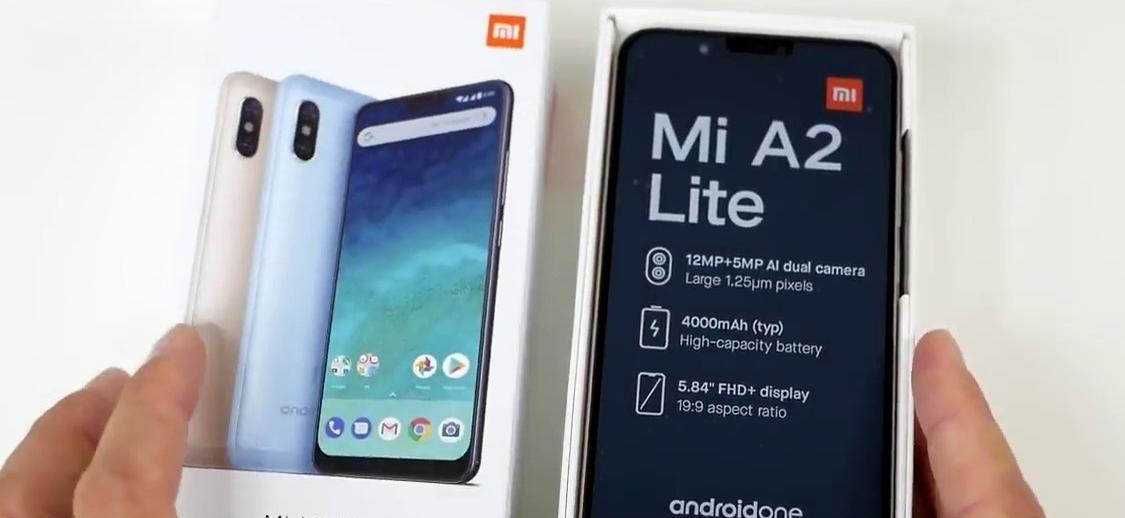 mi
mi
Mi A2
Lite
12MP+5MP AI dual camera
Large 1.25µm pixels
4000mAh (typ)
High-capacity battery
5.84" FHD+ display
19:9 aspect ratio
androidone